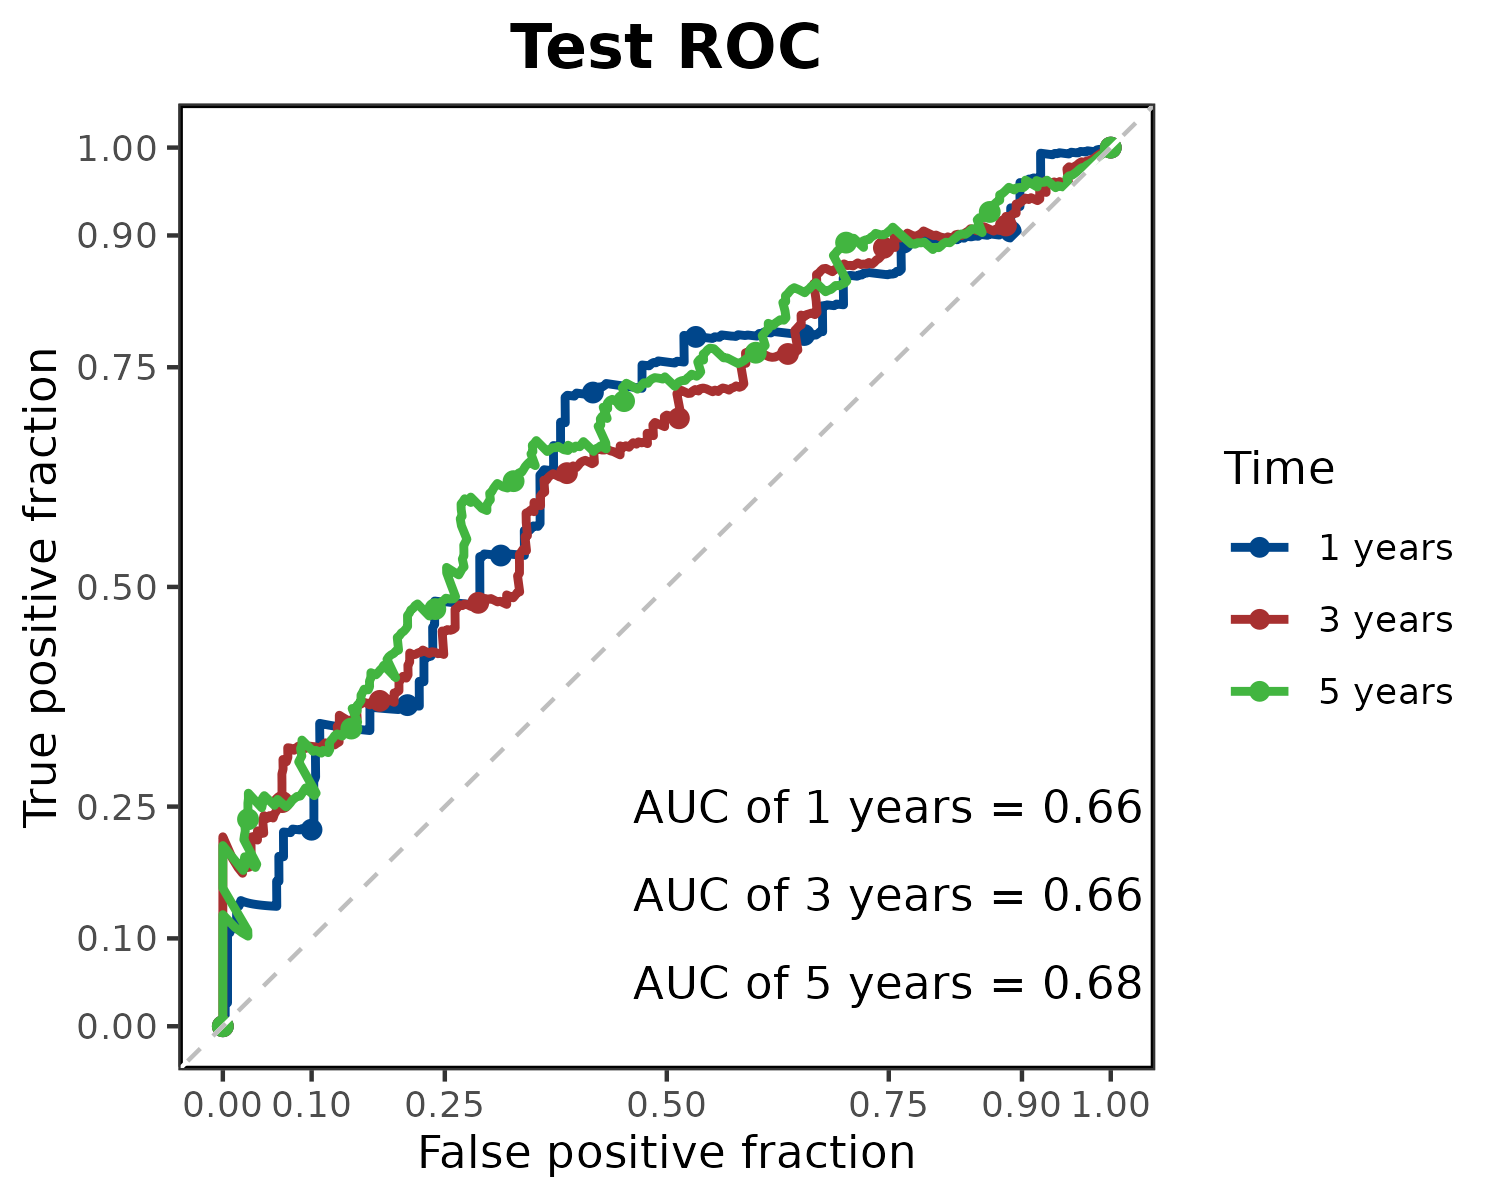 Test ROC
True positive fraction
1.00
0.90
0.75
0.50
0.25
0.10
0.00
AUC of 1 years = 0.66
AUC of 3 years = 0.66
AUC of 5 years = 0.68
0.00 0.10 0.25 0.50 0.75 0.90 1.00
False positive fraction
Time
1 years
3 years
5 years